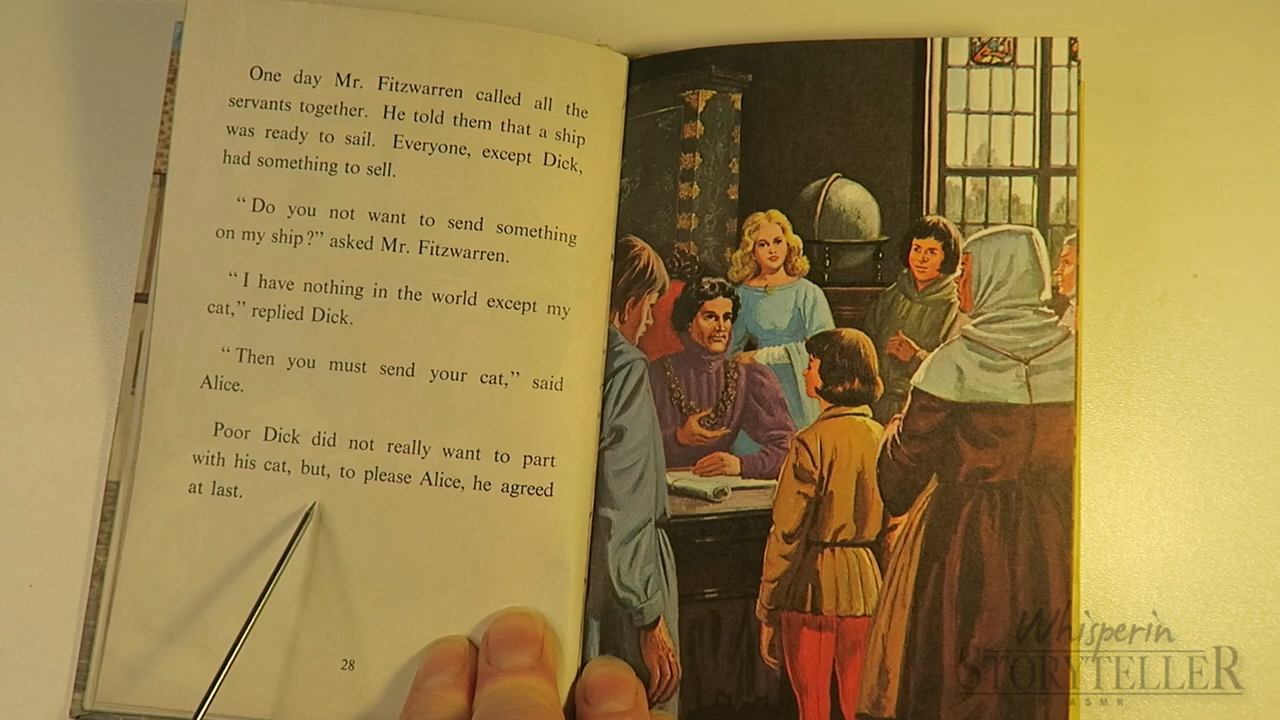 One day Mr. Fitzwarren called all the
servants together. He told them that a ship
was ready to sail. Everyone, except Dick,
had something to sell.
“Do you not want to send something
on my ship?” asked Mr. Fitzwarren.
“I have nothing in the world except my
cat,” replied Dick.
“Then you must send your cat,” said
Alice.
Poor Dick did not really want to part
with his cat, but, to please Alice, he agreed
at last.
28
Whisperin
STORYTELLER
ASMR